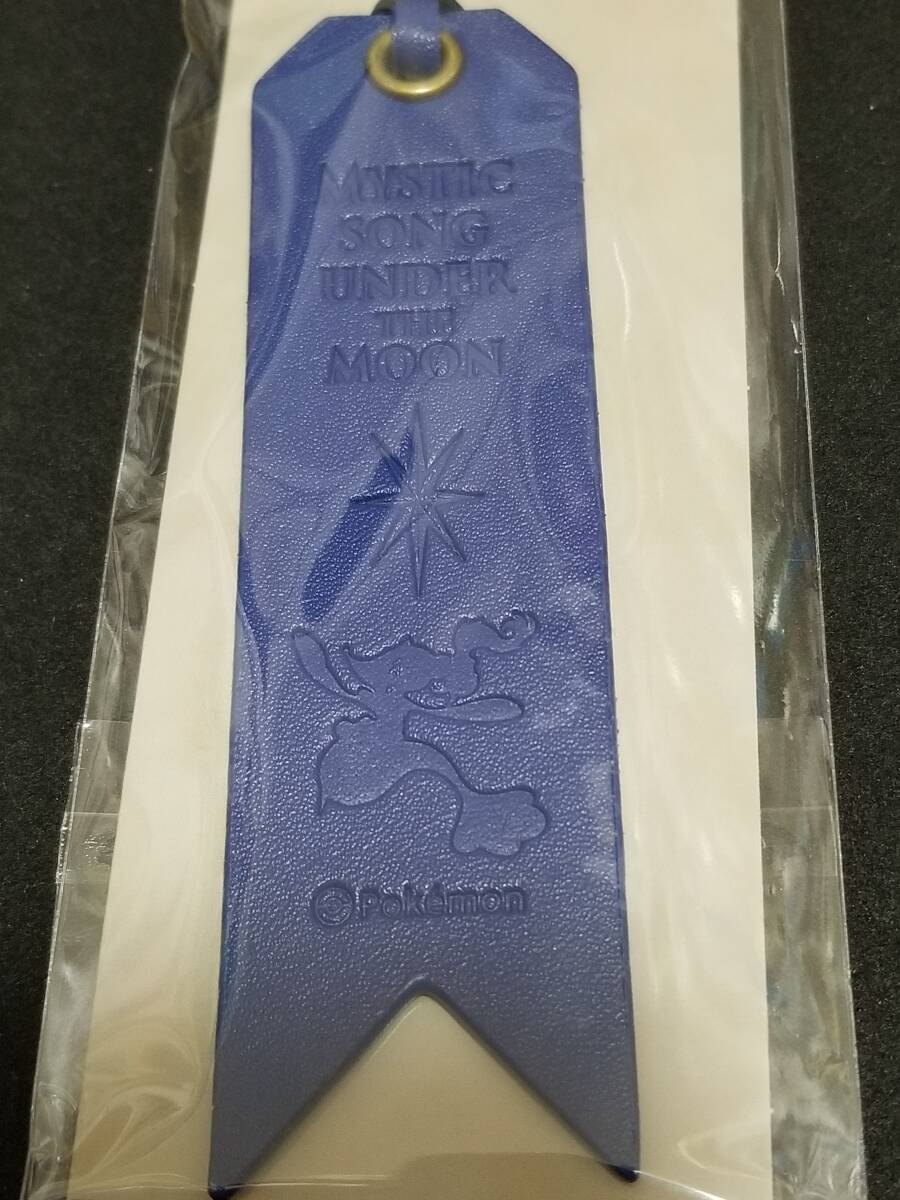 MYSTIC
SONG
UNDER
THE
MOON
©Pokémon